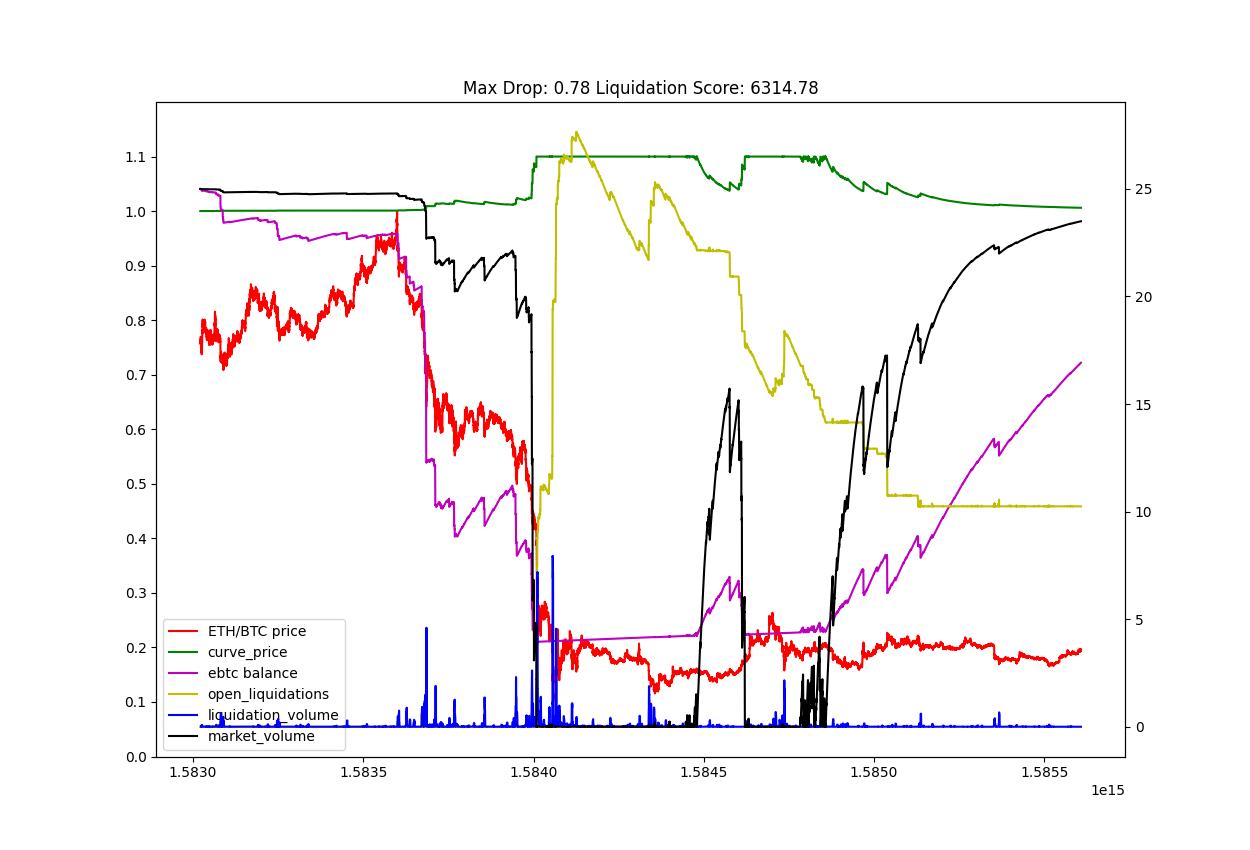 Max Drop: 0.78 Liquidation Score: 6314.78
1.1
1.0
0.9
0.8
0.7
0.6
0.5
0.4
0.3
0.2
0.1
0.0
25
20
15
10
5
0
ETH/BTC price
curve_price
ebtc balance
open_liquidations
liquidation_volume
market_volume
1.5830 1.5835 1.5840 1.5845 1.5850 1.5855
1e15